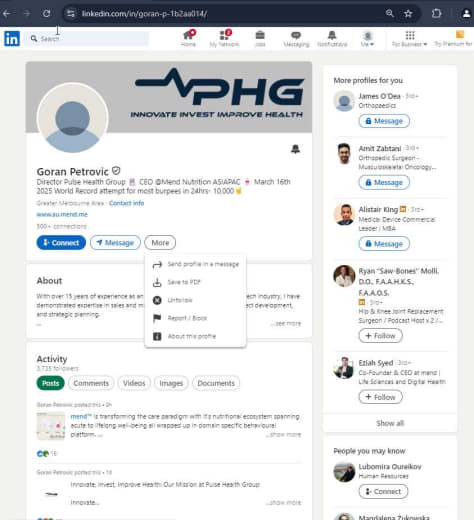 linkedin.com/in/goran-p-1b2aa014/
in
Search
Home
My Network
Jobs
Messaging
Notifications
Me
For Business
Try Premium for
PHG
INNOVATE INVEST IMPROVE HEALTH
Goran Petrovic
Director Pulse Health Group CEO @Mend Nutrition ASIAPAC March 16th
2025 World Record attempt for most burpees in 24hrs- 10,000
Greater Melbourne Area · Contact info
www.au.mend.me
500+ connections
Connect
Message
More
Send profile in a message
Save to PDF
Unfollow
Report / Block
About this profile
About
With over 15 years of experience as an
tech industry, I have
demonstrated expertise in sales and m
ect development,
and strategic planning.
...
...see more
Activity
3,735 followers
Posts
Comments
Videos
Images
Documents
Goran Petrovic posted this •
mend™ is transforming the care paradigm with it's nutritional ecosystem spanning
acute to lifelong well-being all wrapped up in domain specific behavioural
platform. ...
...show more
16
Goran Petrovic posted this • 1d
Innovate, Invest, Improve Health: Our Mission at Pulse Health Group
Innovate...
...show more
More profiles for you
James O'Dea · 3rd+
Orthopaedics
Message
Amit Zabtani · 3rd+
Orthopedic Surgeon -
Musculoskeletal Oncology...
Message
Alistair King in · 3rd+
Medical Device Commercial
Leader | MBA
Message
Ryan "Saw-Bones" Molli,
D.O., F.A.A.H.K.S.,
F.A.A.O.S.
in · 3rd+
Hip & Knee Joint Replacement
Surgeon / Podcast Host x 2 /...
+ Follow
Eziah Syed · 3rd+
Co-Founder & CEO at mend |
Life Sciences and Digital Health
+ Follow
Show all
People you may know
Lubomira Oureikov
Human Resources
Connect
Magdalena Żukowska